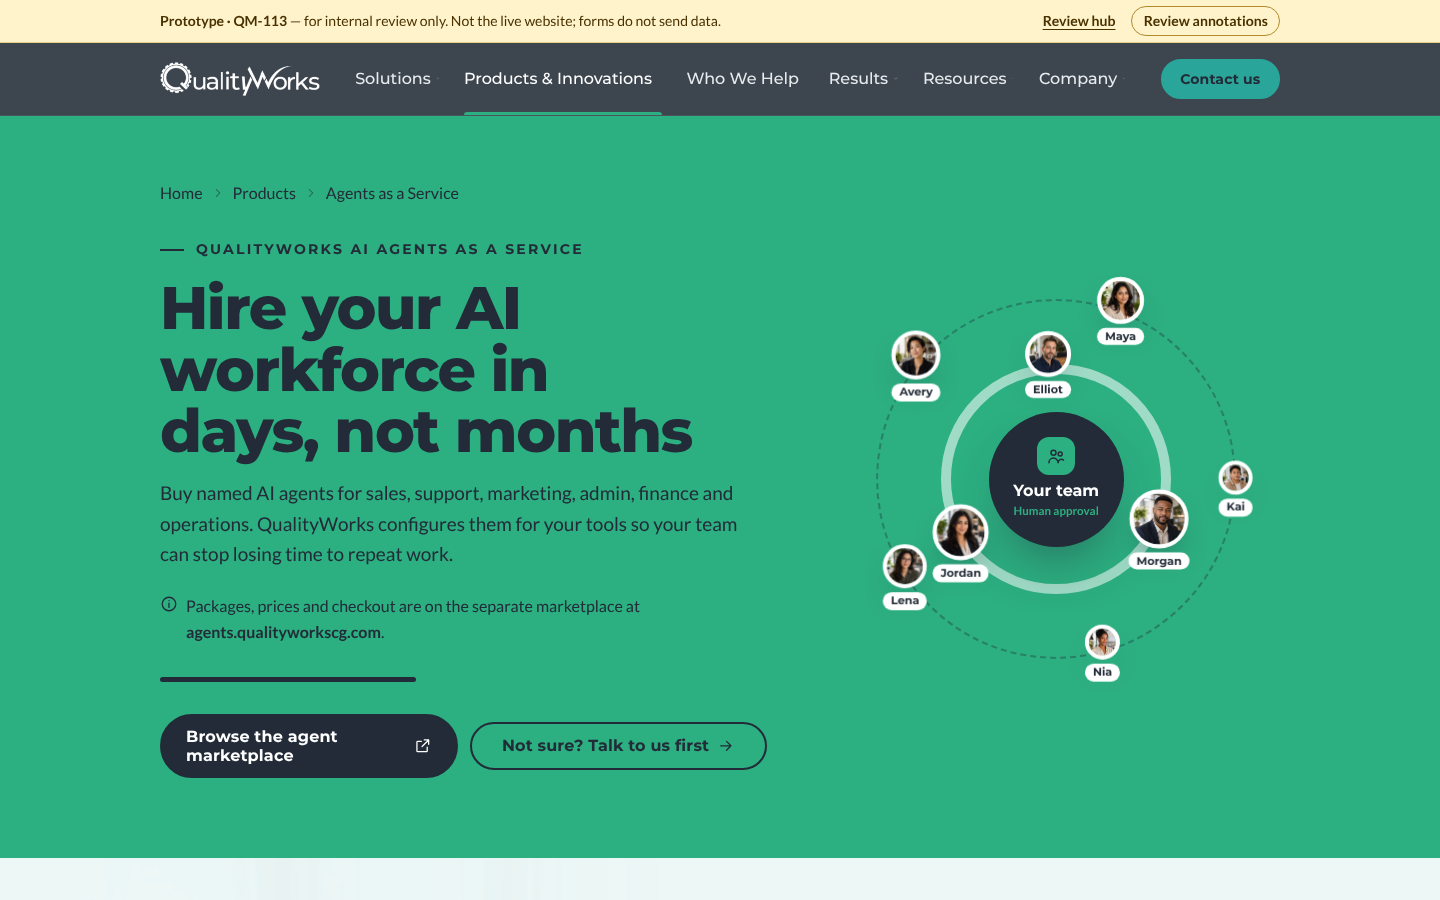 Prototype · QM-113 — for internal review only. Not the live website; forms do not send data.
Review hub
Review annotations
QualityWorks
Solutions
Products & Innovations
Who We Help
Results
Resources
Company
Contact us
Home
Products
Agents as a Service
QUALITYWORKS AI AGENTS AS A SERVICE
Hire your AI
workforce in
days, not months
Buy named AI agents for sales, support, marketing, admin, finance and
operations. QualityWorks configures them for your tools so your team
can stop losing time to repeat work.
Packages, prices and checkout are on the separate marketplace at
agents.qualityworkscg.com.
Browse the agent
marketplace
Not sure? Talk to us first
Maya
Avery
Elliot
Your team
Human approval
Kai
Morgan
Jordan
Lena
Nia